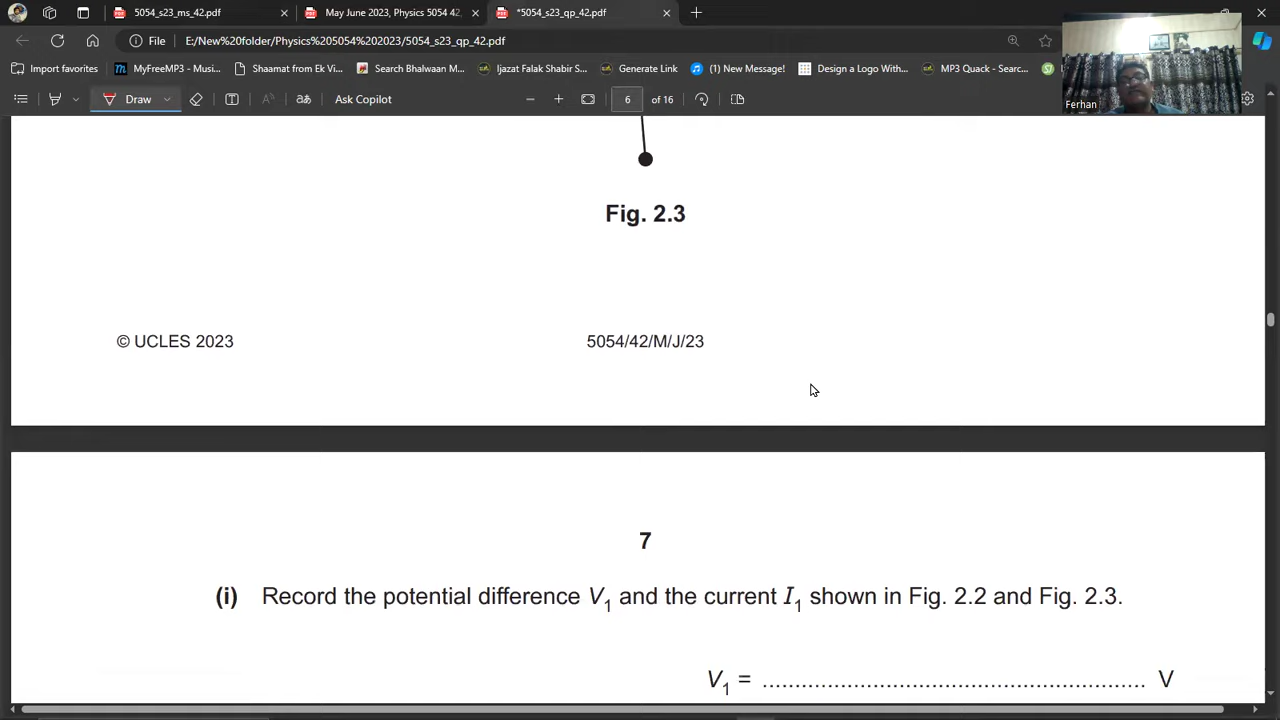 5054_s23_ms_42.pdf
May June 2023, Physics 5054 42,
*5054_s23_qp_42.pdf
File
E:/New%20folder/Physics%205054%202023/5054_s23_qp_42.pdf
Import favorites
MyFreeMP3 - Musi...
Shamat from Ek Vi...
Search Bhalwaan M...
Ijazat Falak Shabir S...
Generate Link
(1) New Message!
Design a Logo With...
MP3 Quack - Searc...
Draw
Ask Copilot
6 of 16
Ferhan
Fig. 2.3
© UCLES 2023
5054/42/M/J/23
7
(i) Record the potential difference V₁ and the current I₁ shown in Fig. 2.2 and Fig. 2.3.
V₁ = .......................................................... V